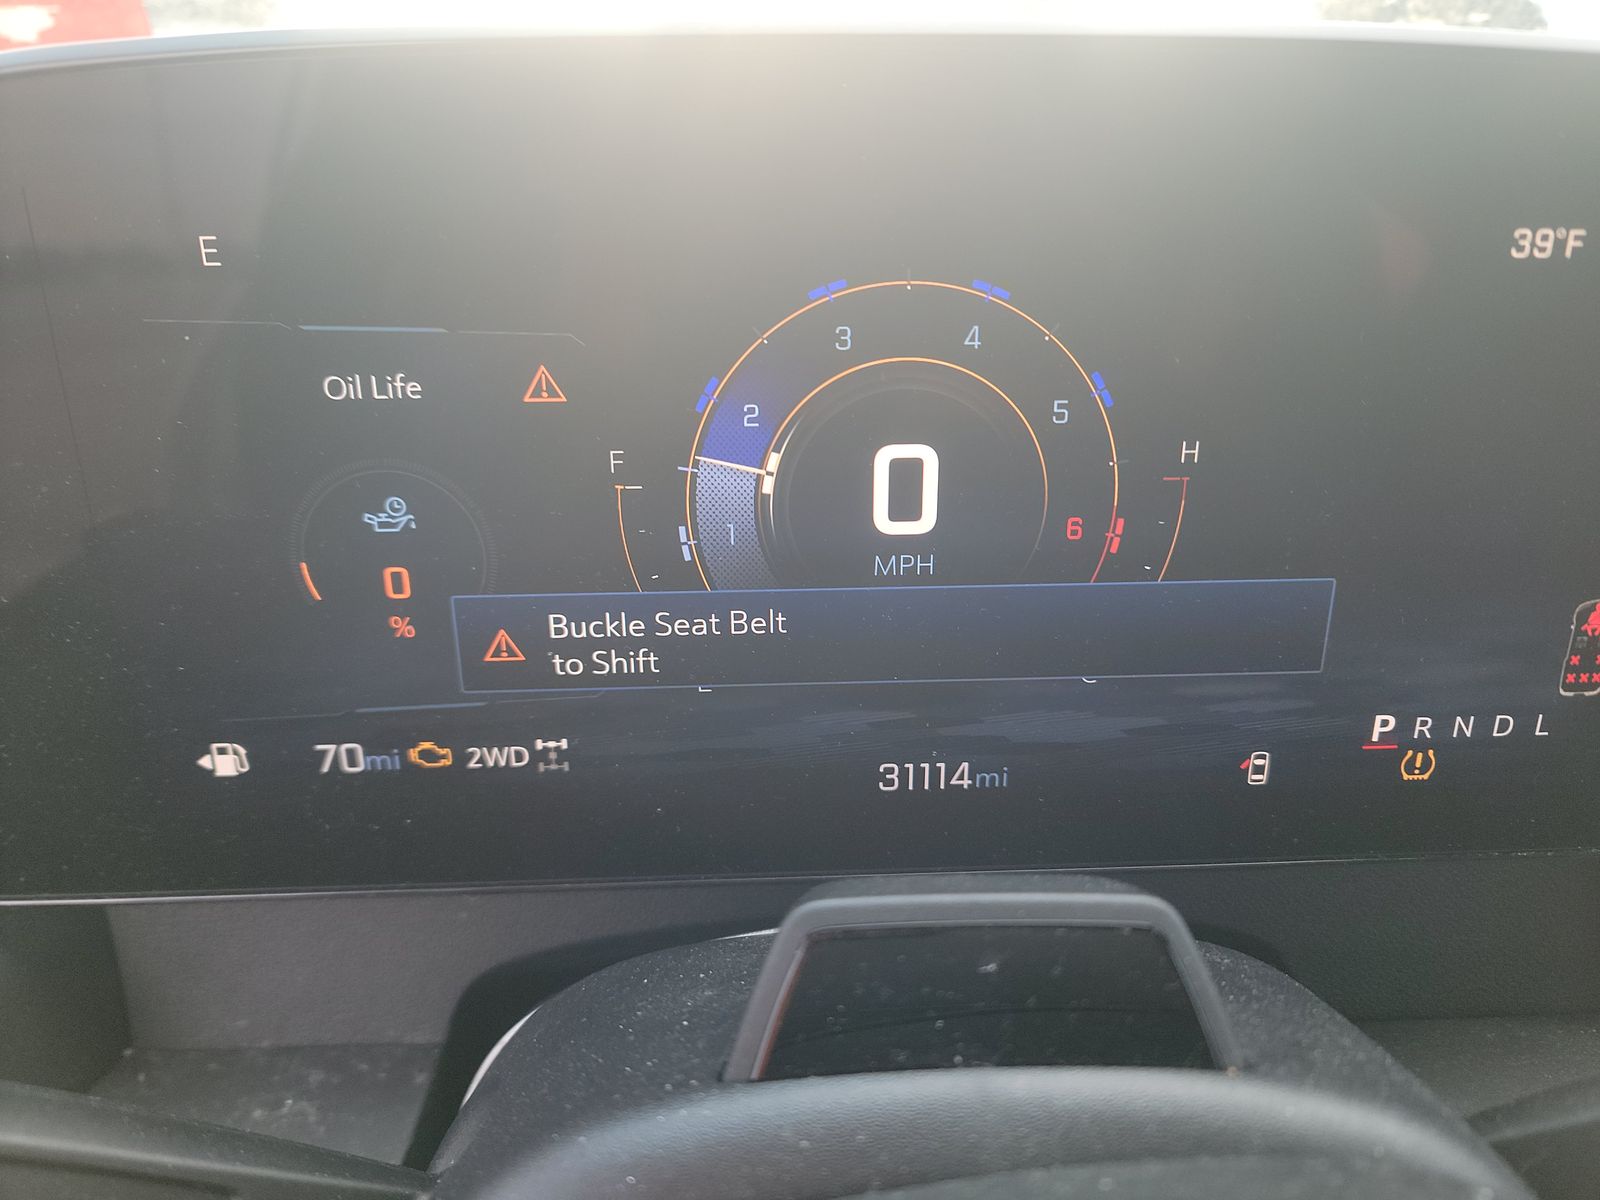 E
39°F
3 4
Oil Life
2 5
F H
0
1 6
MPH
0
%
Buckle Seat Belt
to Shift
P R N D L
70mi 2WD
31114mi